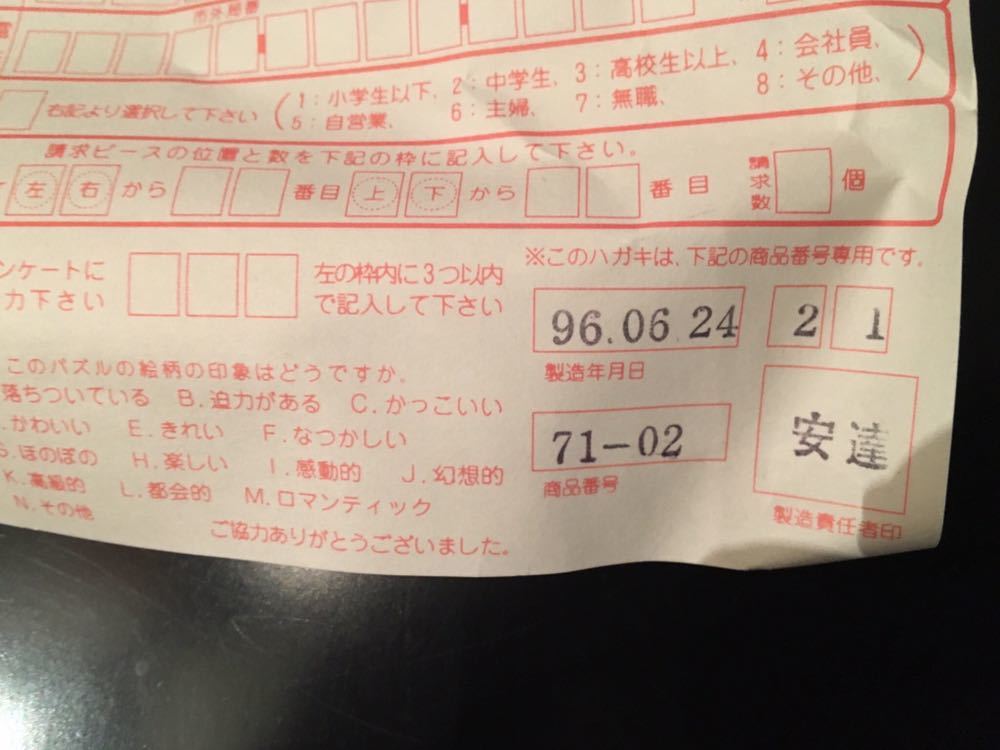 市外局番
右記より選択して下さい
(1：小学生以下、2：中学生、3：高校生以上、4：会社員、
5：自営業、6：主婦、7：無職、8：その他、)
請求ピースの位置と数を下記の枠に記入して下さい。
左 右 から 番目 上 下 から 番目 請求数 個
ンケートに
力下さい
左の枠内に3つ以内
で記入して下さい
※このハガキは、下記の商品番号専用です。
96.06 24 2 1
製造年月日
71-02
商品番号
安達
製造責任者印
このパズルの絵柄の印象はどうですか。
落ちついている B.迫力がある C.かっこいい
かわいい E.きれい F.なつかしい
ほのぼの H.楽しい I.感動的 J.幻想的
K.高級的 L.都会的 M.ロマンティック
N.その他
ご協力ありがとうございました。